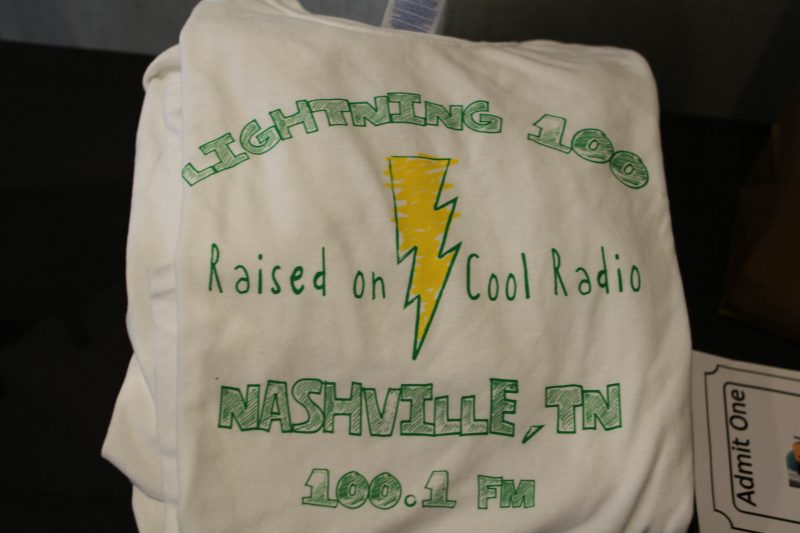 LIGHTNING 100
Raised on Cool Radio
NASHVILLE, TN
100.1 FM
Admit One